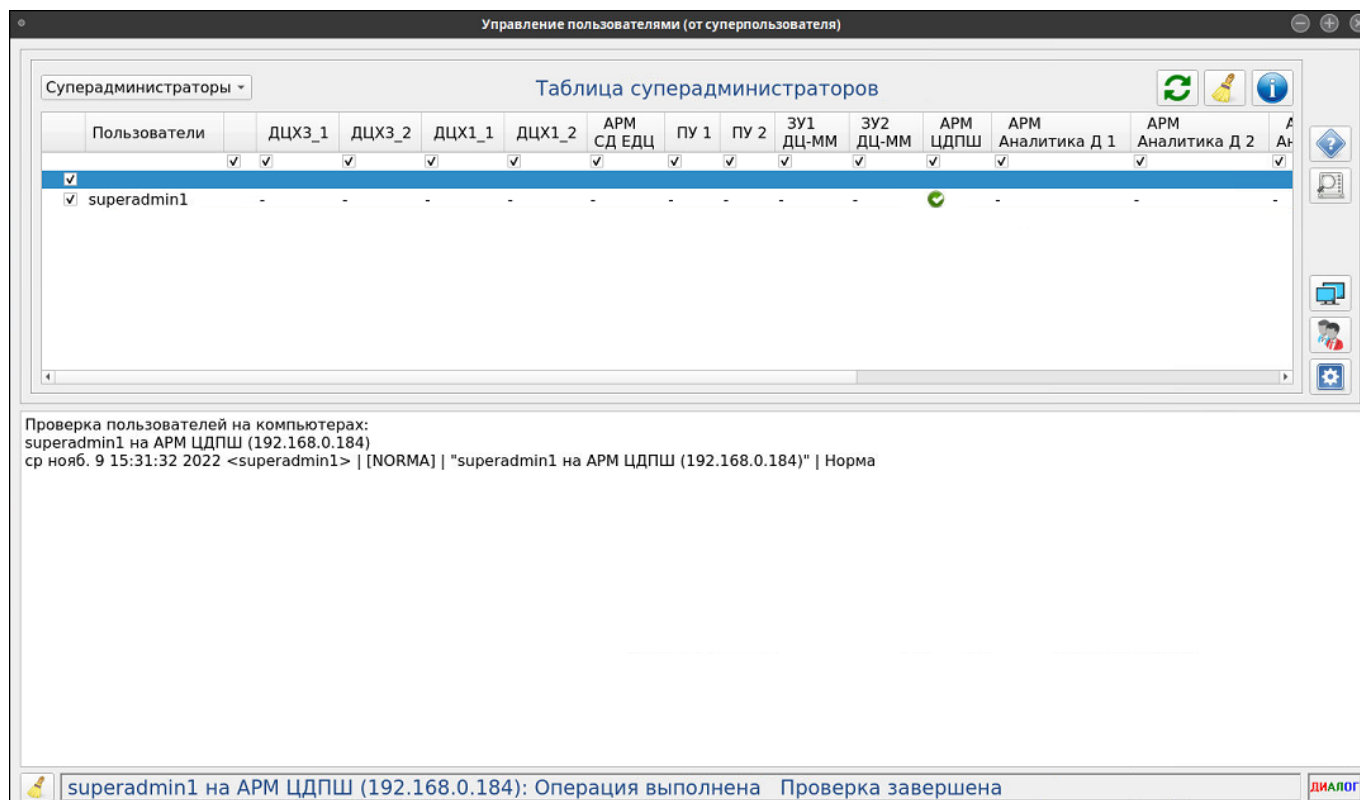 Управление пользователями (от суперпользователя)
Суперадминистраторы
Таблица суперадминистраторов
Пользователи
ДЦХ3_1
ДЦХ3_2
ДЦХ1_1
ДЦХ1_2
АРМ
СД ЕДЦ
ПУ 1
ПУ 2
ЗУ1
ДЦ-ММ
ЗУ2
ДЦ-ММ
АРМ
ЦДПШ
АРМ
Аналитика Д 1
АРМ
Аналитика Д 2
superadmin1 - - - - - - - - - - - -
Проверка пользователей на компьютерах:
superadmin1 на АРМ ЦДПШ (192.168.0.184)
ср нояб. 9 15:31:32 2022 <superadmin1> | [NORMA] | "superadmin1 на АРМ ЦДПШ (192.168.0.184)" | Норма
superadmin1 на АРМ ЦДПШ (192.168.0.184): Операция выполнена Проверка завершена
ДИАЛОГ